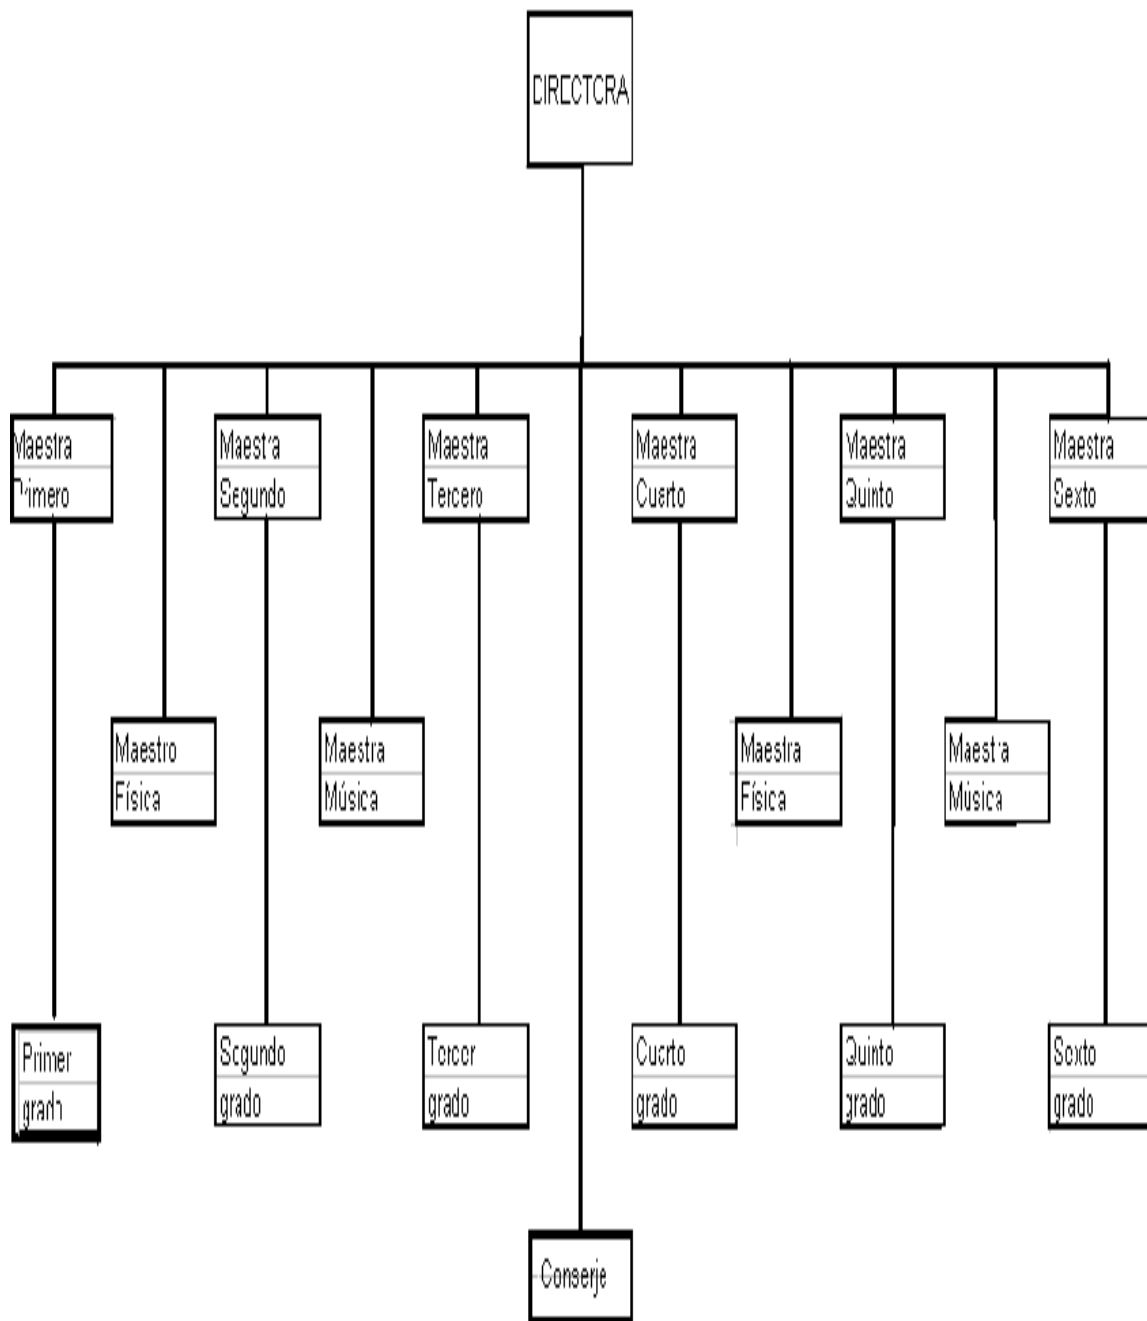 DIRECTORA
Maestra
Primero
Maestra
Segundo
Maestra
Tercero
Maestra
Cuarto
Maestra
Quinto
Maestra
Sexto
Maestro
Física
Maestra
Música
Maestra
Física
Maestra
Música
Primer
grado
Segundo
grado
Tercer
grado
Cuarto
grado
Quinto
grado
Sexto
grado
Conserje